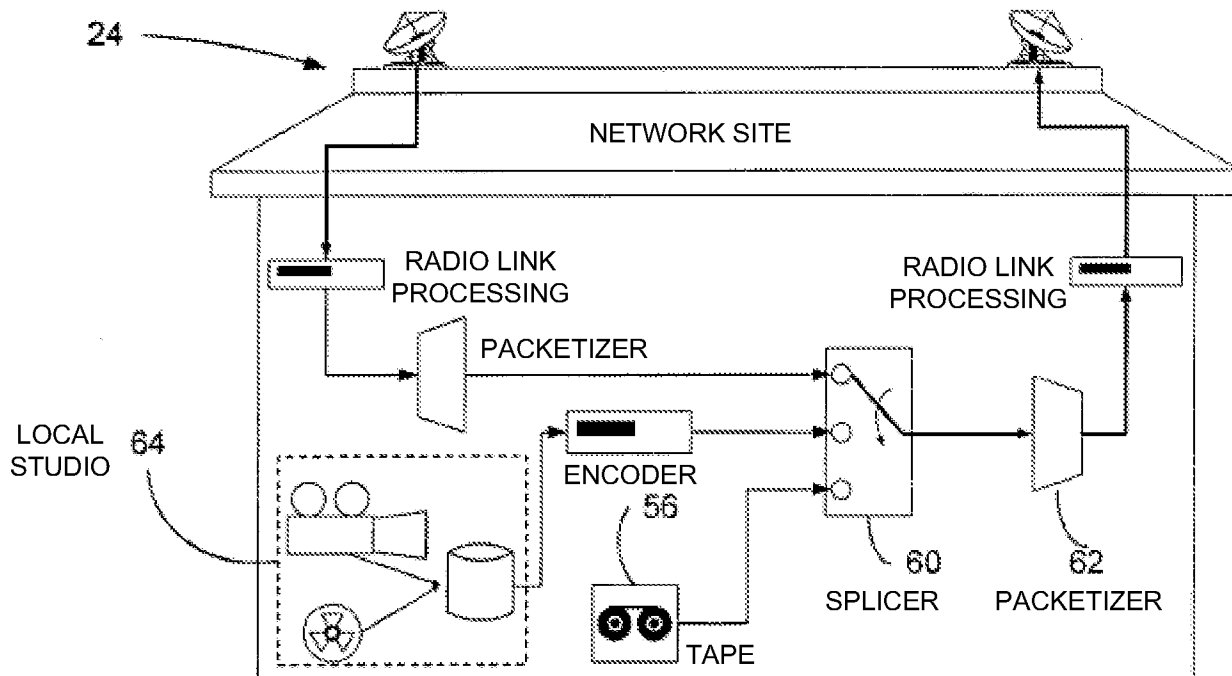 24
NETWORK SITE
RADIO LINK
PROCESSING
RADIO LINK
PROCESSING
PACKETIZER
LOCAL
STUDIO
64
ENCODER
56
TAPE
60
SPLICER
62
PACKETIZER